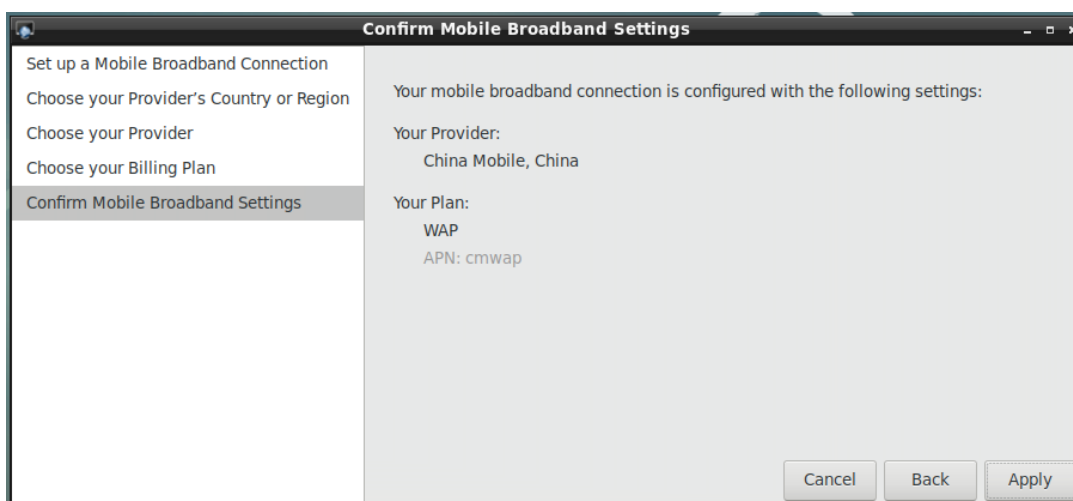 Confirm Mobile Broadband Settings
Set up a Mobile Broadband Connection
Choose your Provider’s Country or Region
Choose your Provider
Choose your Billing Plan
Confirm Mobile Broadband Settings
Your mobile broadband connection is configured with the following settings:
Your Provider:
China Mobile, China
Your Plan:
WAP
APN: cmwap
Cancel Back Apply